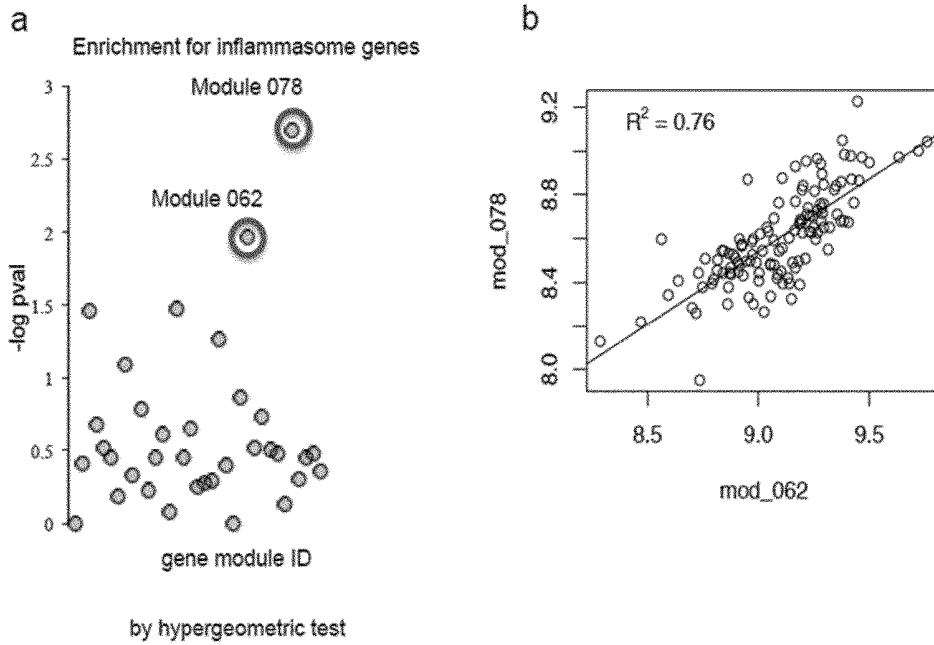 a
Enrichment for inflammasome genes
Module 078
Module 062
-log pval
3
2.5
2
1.5
1
0.5
0
gene module ID
by hypergeometric test
b
R² = 0.76
mod_078
9.2
8.8
8.4
8.0
8.5
9.0
9.5
mod_062